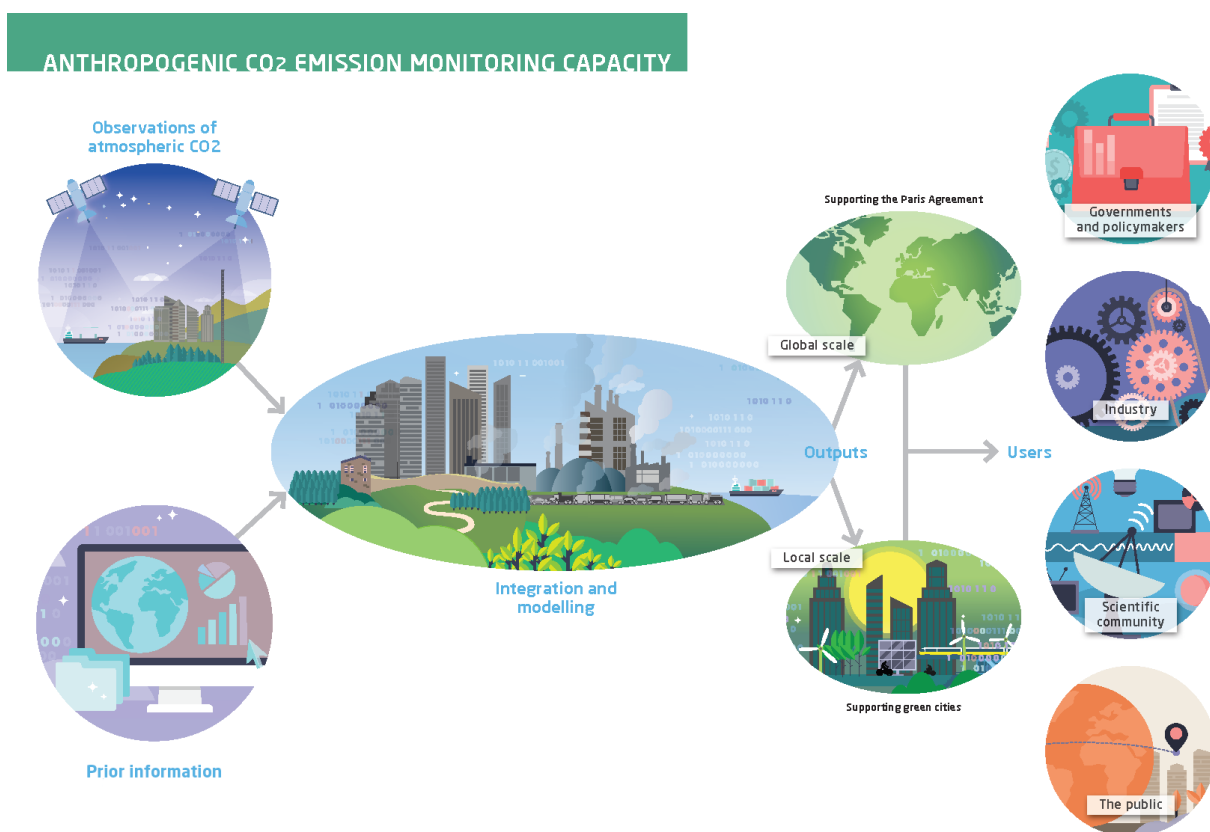 ANTHROPOGENIC CO2 EMISSION MONITORING CAPACITY
Observations of
atmospheric CO2
Prior information
Integration and
modelling
Supporting the Paris Agreement
Global scale
Outputs
Local scale
Supporting green cities
Users
Governments
and policymakers
Industry
Scientific
community
The public